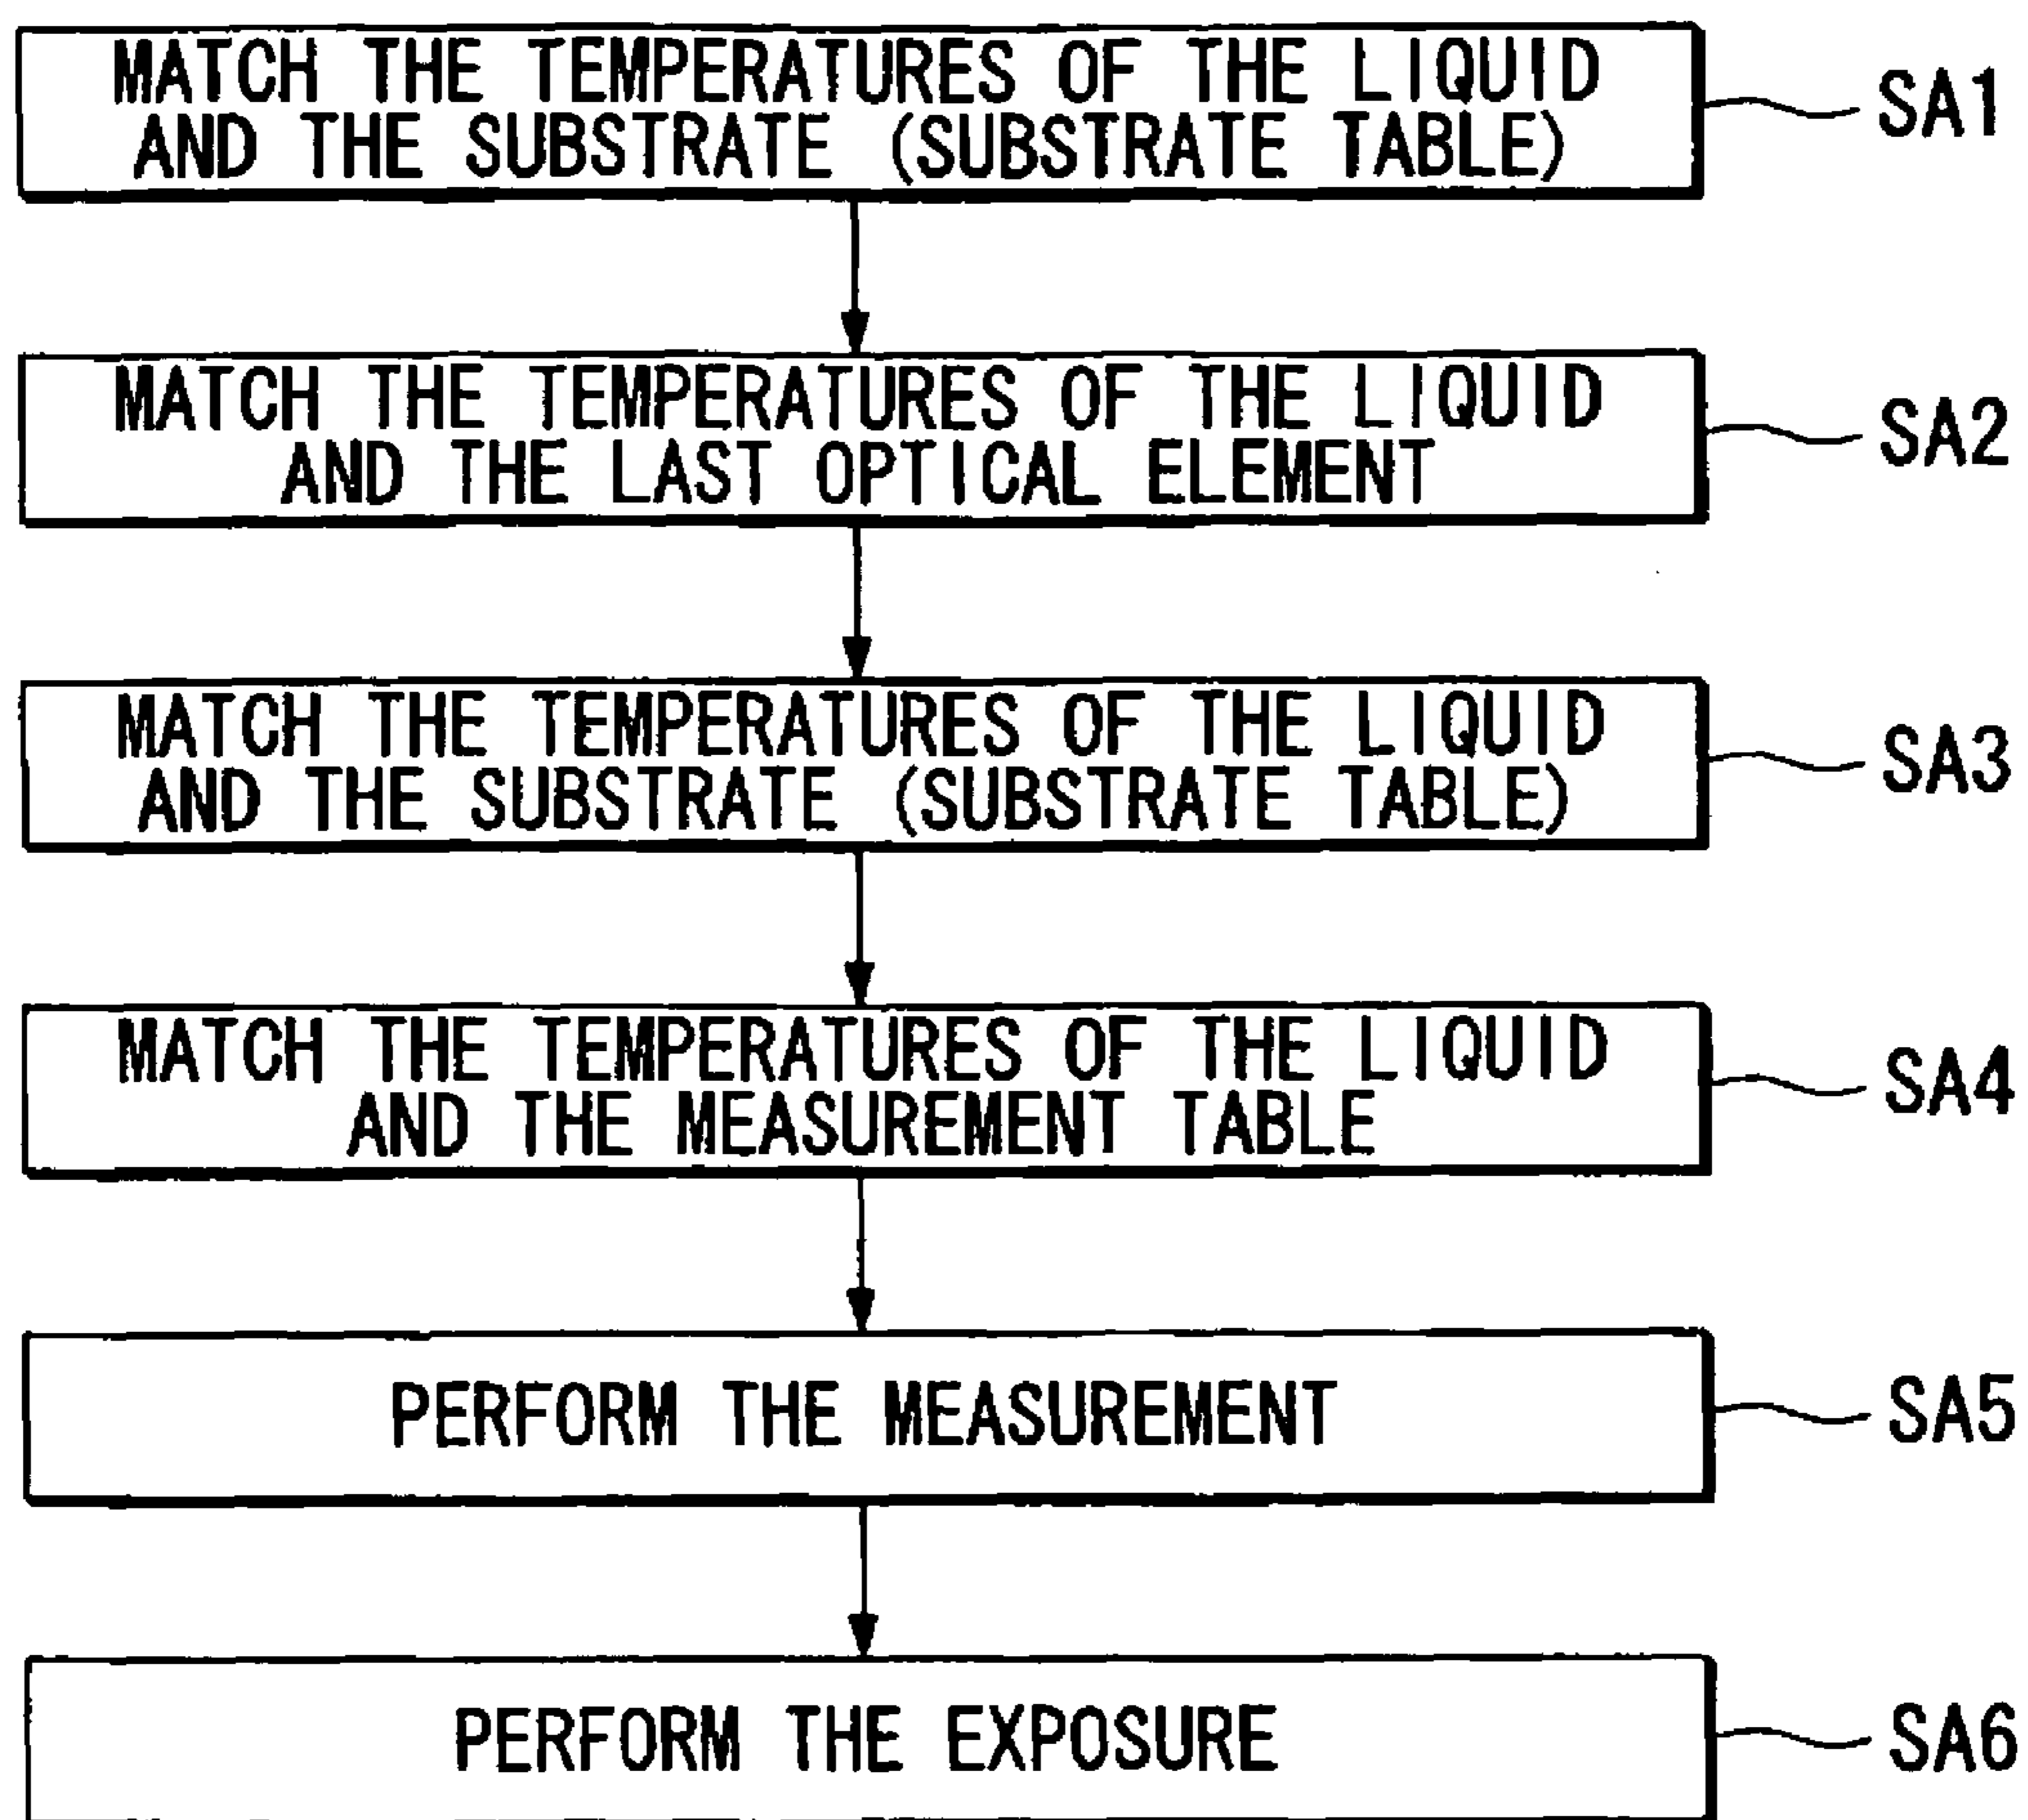 MATCH THE TEMPERATURES OF THE LIQUID
AND THE SUBSTRATE (SUBSTRATE TABLE)
SA1
MATCH THE TEMPERATURES OF THE LIQUID
AND THE LAST OPTICAL ELEMENT
SA2
MATCH THE TEMPERATURES OF THE LIQUID
AND THE SUBSTRATE (SUBSTRATE TABLE)
SA3
MATCH THE TEMPERATURES OF THE LIQUID
AND THE MEASUREMENT TABLE
SA4
PERFORM THE MEASUREMENT
SA5
PERFORM THE EXPOSURE
SA6